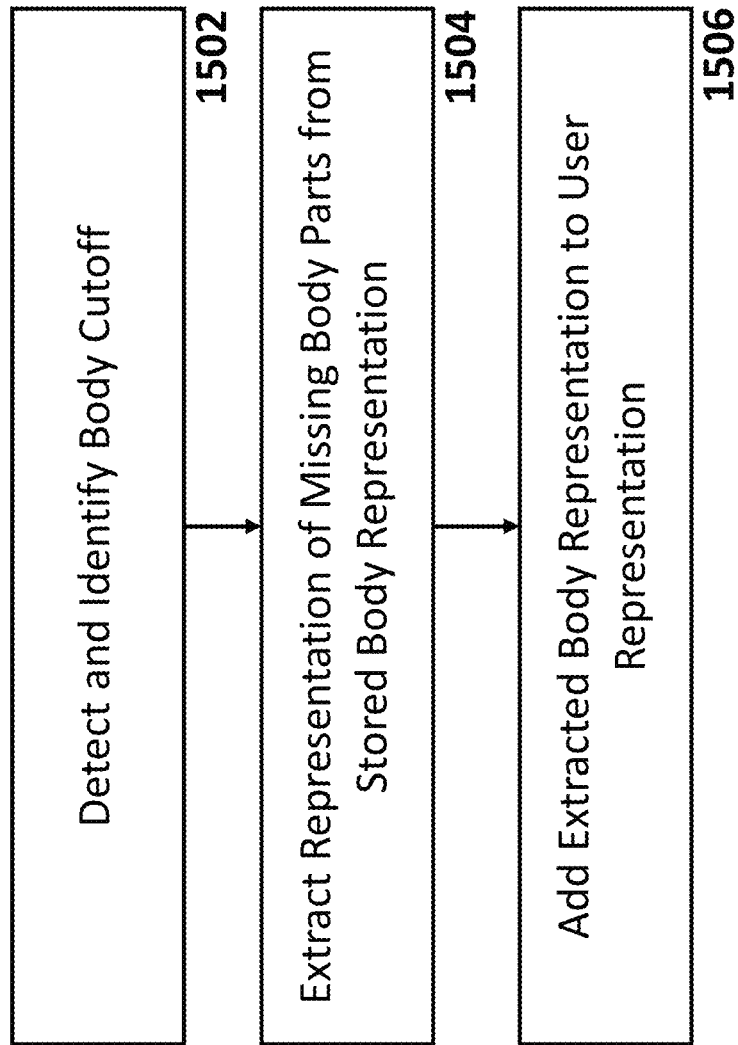 Detect and Identify Body Cutoff
1502
Extract Representation of Missing Body Parts from
Stored Body Representation
1504
Add Extracted Body Representation to User
Representation
1506